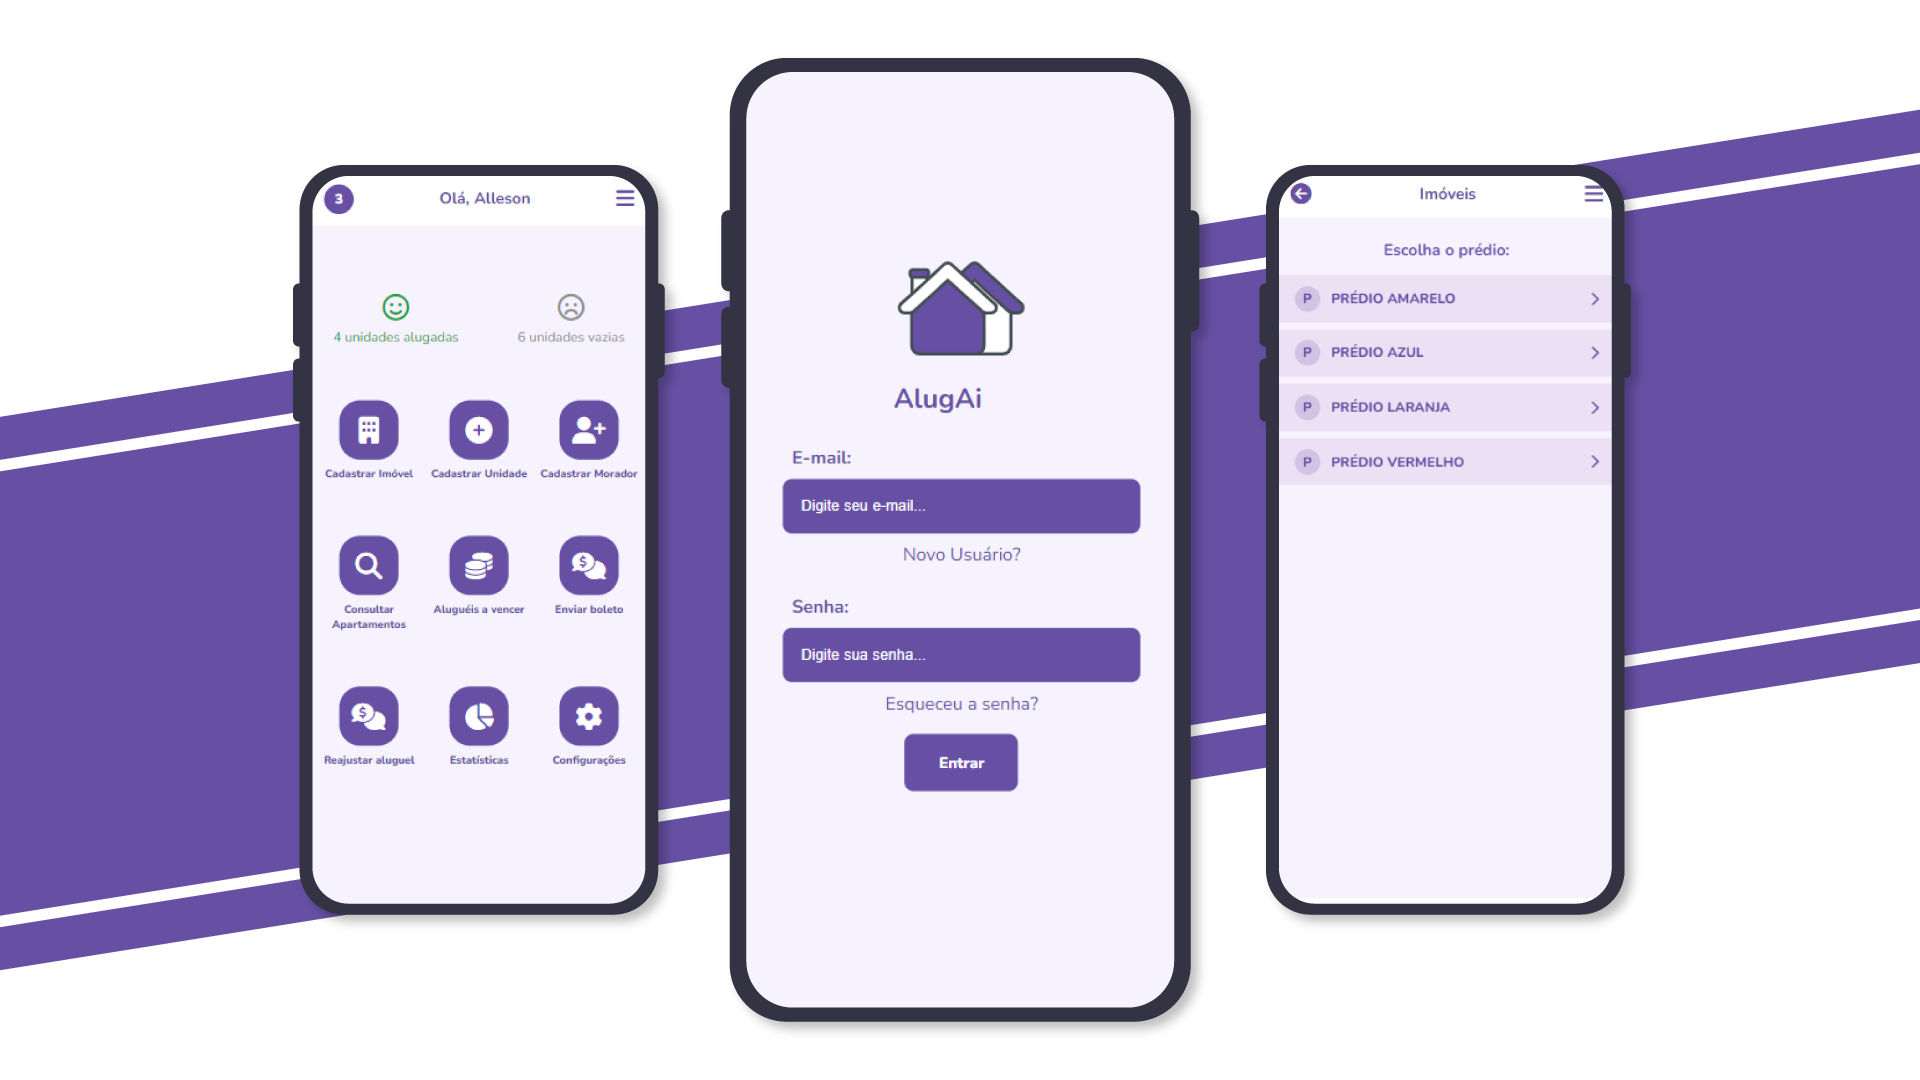 3
Olá, Alleson
4 unidades alugadas
6 unidades vazias
Cadastrar Imóvel
Cadastrar Unidade
Cadastrar Morador
Consultar
Apartamentos
Aluguéis a vencer
Enviar boleto
Reajustar aluguel
Estatísticas
Configurações
AlugAi
E-mail:
Digite seu e-mail...
Novo Usuário?
Senha:
Digite sua senha...
Esqueceu a senha?
Entrar
Imóveis
Escolha o prédio:
P PRÉDIO AMARELO
P PRÉDIO AZUL
P PRÉDIO LARANJA
P PRÉDIO VERMELHO